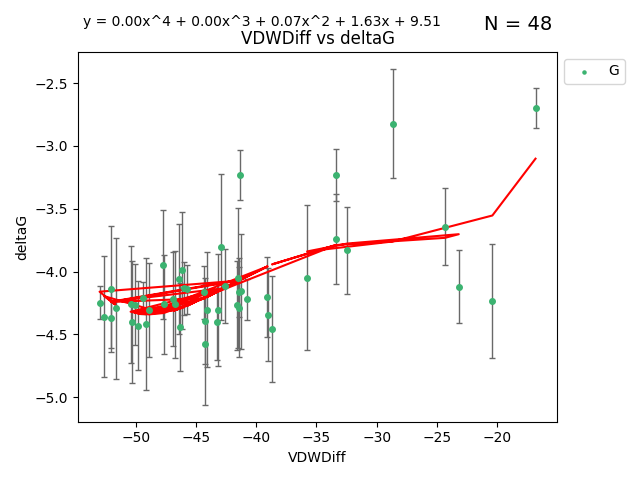 y = 0.00x^4 + 0.00x^3 + 0.07x^2 + 1.63x + 9.51
N = 48
VDWDiff vs deltaG
G
−2.5
−3.0
−3.5
−4.0
−4.5
−5.0
deltaG
−50
−45
−40
−35
−30
−25
−20
VDWDiff